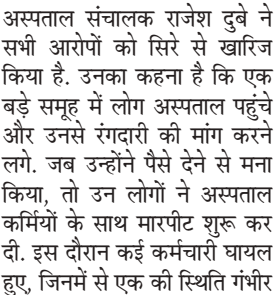 अस्पताल संचालक राजेश दुबे ने
सभी आरोपों को सिरे से खारिज
किया है. उनका कहना है कि एक
बड़े समूह में लोग अस्पताल पहुंचे
और उनसे रंगदारी की मांग करने
लगे. जब उन्होंने पैसे देने से मना
किया, तो उन लोगों ने अस्पताल
कर्मियों के साथ मारपीट शुरू कर
दी. इस दौरान कई कर्मचारी घायल
हुए, जिनमें से एक की स्थिति गंभीर